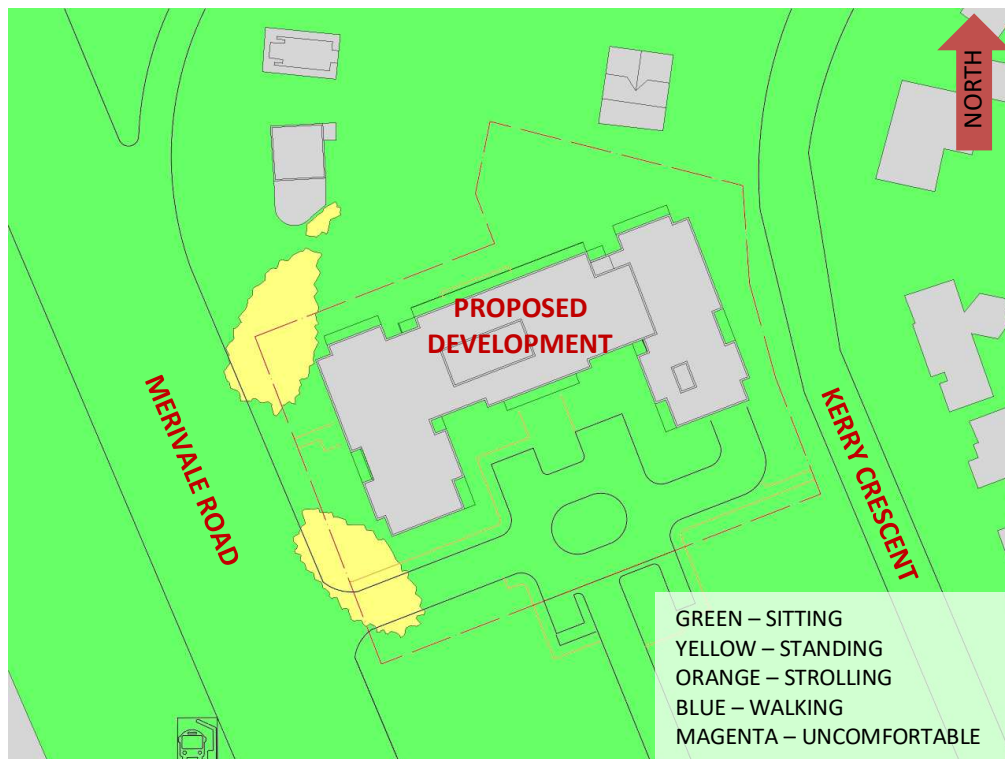 NORTH
PROPOSED
DEVELOPMENT
MERIVALE ROAD
KERRY CRESCENT
GREEN – SITTING
YELLOW – STANDING
ORANGE – STROLLING
BLUE – WALKING
MAGENTA – UNCOMFORTABLE